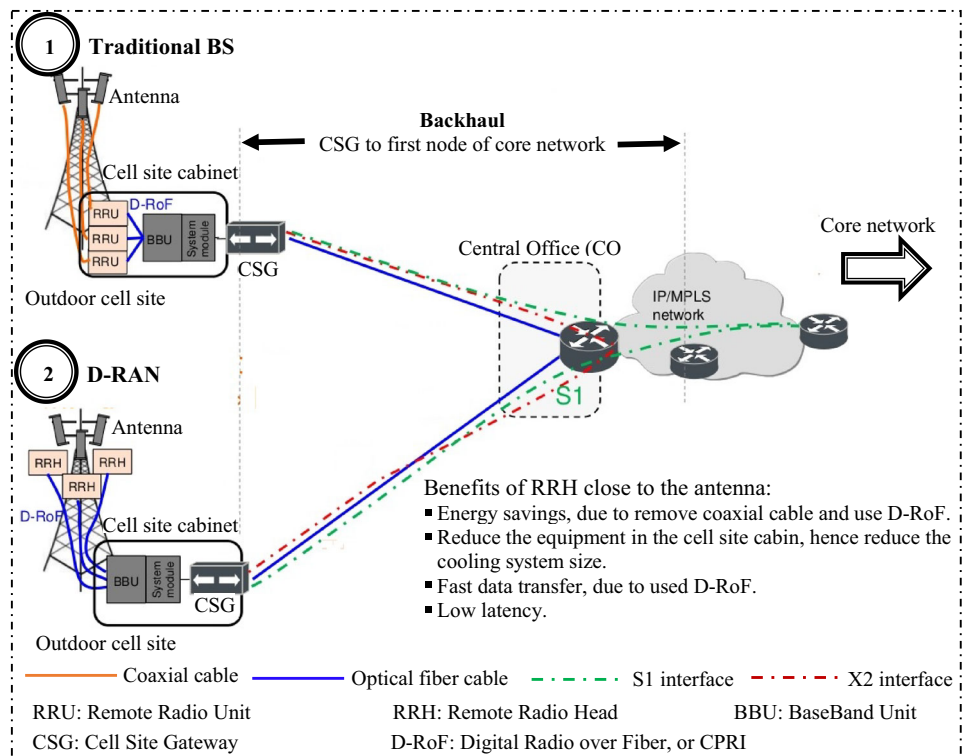 1
Traditional BS
Antenna
Backhaul
CSG to first node of core network
Cell site cabinet
D-RoF
RRU
RRU
RRU
BBU
System
module
CSG
Outdoor cell site
Central Office (CO
Core network
IP/MPLS
network
S1
2
D-RAN
Antenna
RRH
RRH
RRH
D-RoF
Cell site cabinet
BBU
System
module
CSG
Outdoor cell site
Benefits of RRH close to the antenna:
▪ Energy savings, due to remove coaxial cable and use D-RoF.
▪ Reduce the equipment in the cell site cabin, hence reduce the
cooling system size.
▪ Fast data transfer, due to used D-RoF.
▪ Low latency.
Coaxial cable
Optical fiber cable
S1 interface
X2 interface
RRU: Remote Radio Unit
RRH: Remote Radio Head
BBU: BaseBand Unit
CSG: Cell Site Gateway
D-RoF: Digital Radio over Fiber, or CPRI